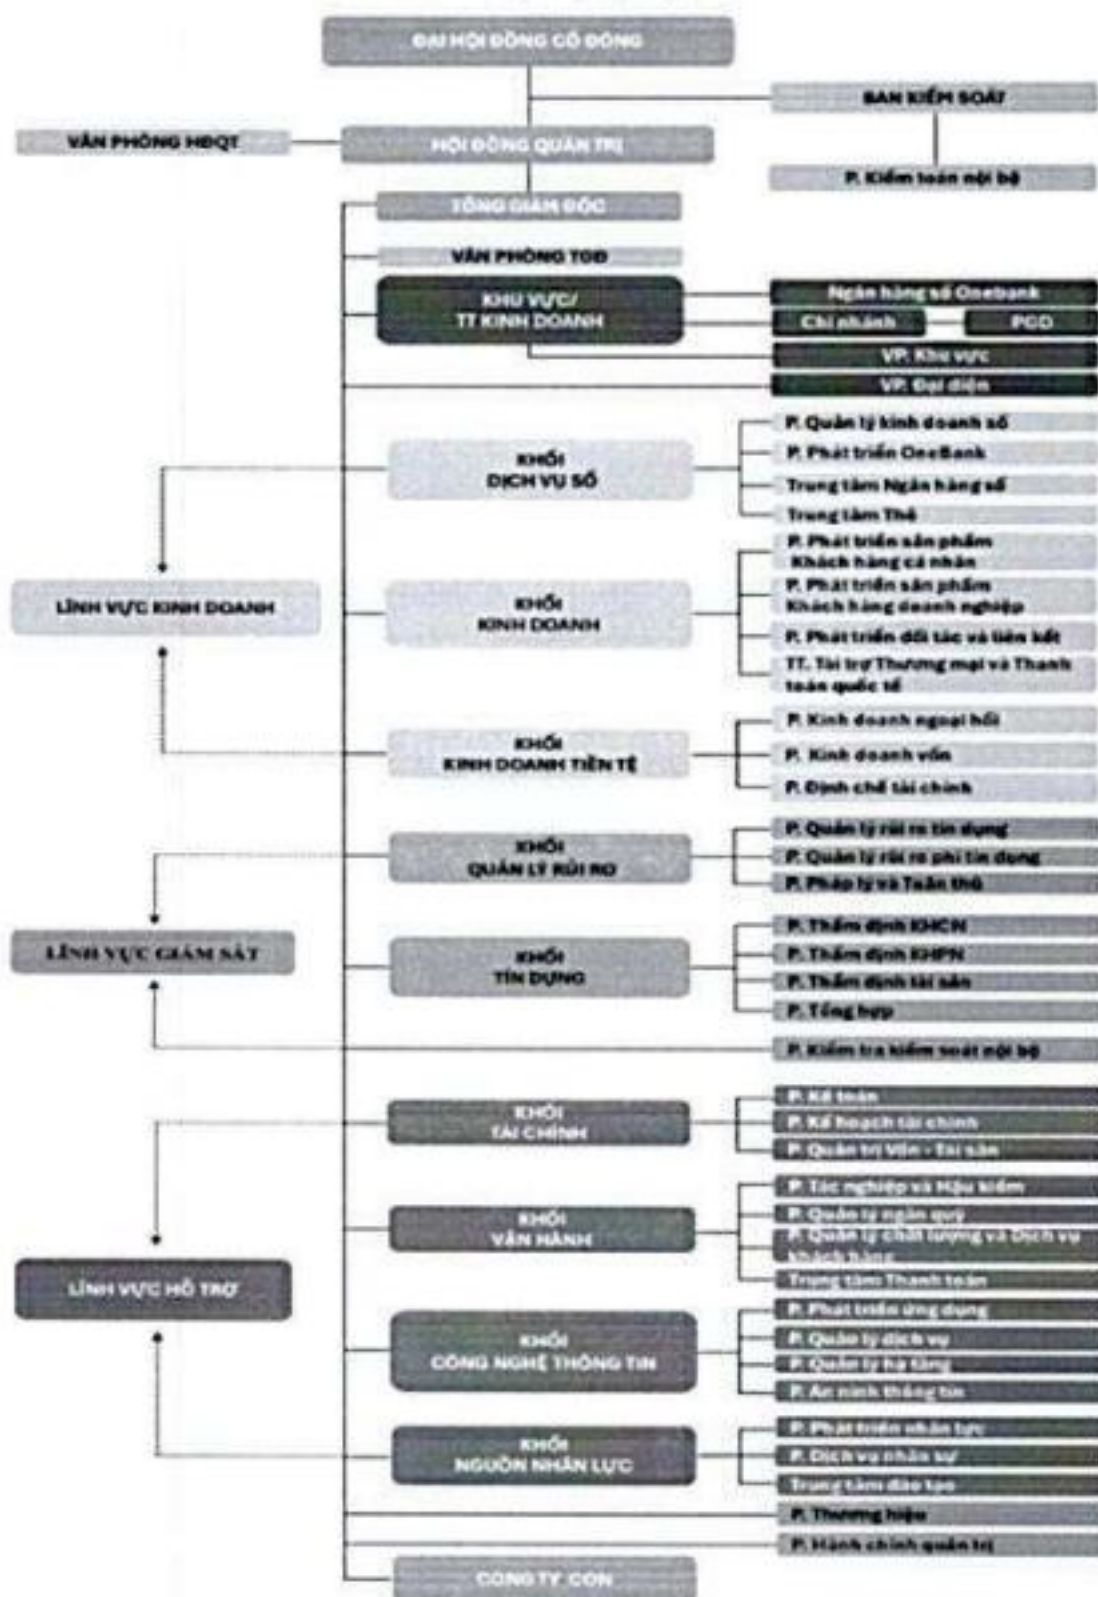 ĐẠI HỘI ĐỒNG CỔ ĐÔNG
BAN KIỂM SOÁT
VĂN PHÒNG HĐQT
HỘI ĐỒNG QUẢN TRỊ
P. Kiểm toán nội bộ
TỔNG GIÁM ĐỐC
VĂN PHÒNG TGĐ
KHU VỰC/
TT KINH DOANH
Ngân hàng số Onebank
Chi nhánh
PGD
VP. Khu vực
VP. Đại diện
KHỐI
DỊCH VỤ SỐ
P. Quản lý kinh doanh số
P. Phát triển OneBank
Trung tâm Ngân hàng số
Trung tâm Thẻ
LĨNH VỰC KINH DOANH
KHỐI
KINH DOANH
P. Phát triển sản phẩm
Khách hàng cá nhân
P. Phát triển sản phẩm
Khách hàng doanh nghiệp
P. Phát triển đối tác và liên kết
TT. Tài trợ Thương mại và Thanh
toán quốc tế
KHỐI
KINH DOANH TIỀN TỆ
P. Kinh doanh ngoại hối
P. Kinh doanh vốn
P. Định chế tài chính
KHỐI
QUẢN LÝ RỦI RO
P. Quản lý rủi ro tín dụng
P. Quản lý rủi ro phi tín dụng
P. Pháp lý và Tuân thủ
LĨNH VỰC GIÁM SÁT
KHỐI
TÍN DỤNG
P. Thẩm định KHCN
P. Thẩm định KHPN
P. Thẩm định tài sản
P. Tổng hợp
P. Kiểm tra kiểm soát nội bộ
KHỐI
TÀI CHÍNH
P. Kế toán
P. Kế hoạch tài chính
P. Quản trị Vốn - Tài sản
LĨNH VỰC HỖ TRỢ
KHỐI
VẬN HÀNH
P. Tác nghiệp và Hậu kiểm
P. Quản lý ngân quỹ
P. Quản lý chất lượng và Dịch vụ
khách hàng
Trung tâm Thanh toán
KHỐI
CÔNG NGHỆ THÔNG TIN
P. Phát triển ứng dụng
P. Quản lý dịch vụ
P. Quản lý hạ tầng
P. An ninh thông tin
KHỐI
NGUỒN NHÂN LỰC
P. Phát triển nhân lực
P. Dịch vụ nhân sự
Trung tâm đào tạo
P. Thương hiệu
P. Hành chính quản trị
CÔNG TY CON